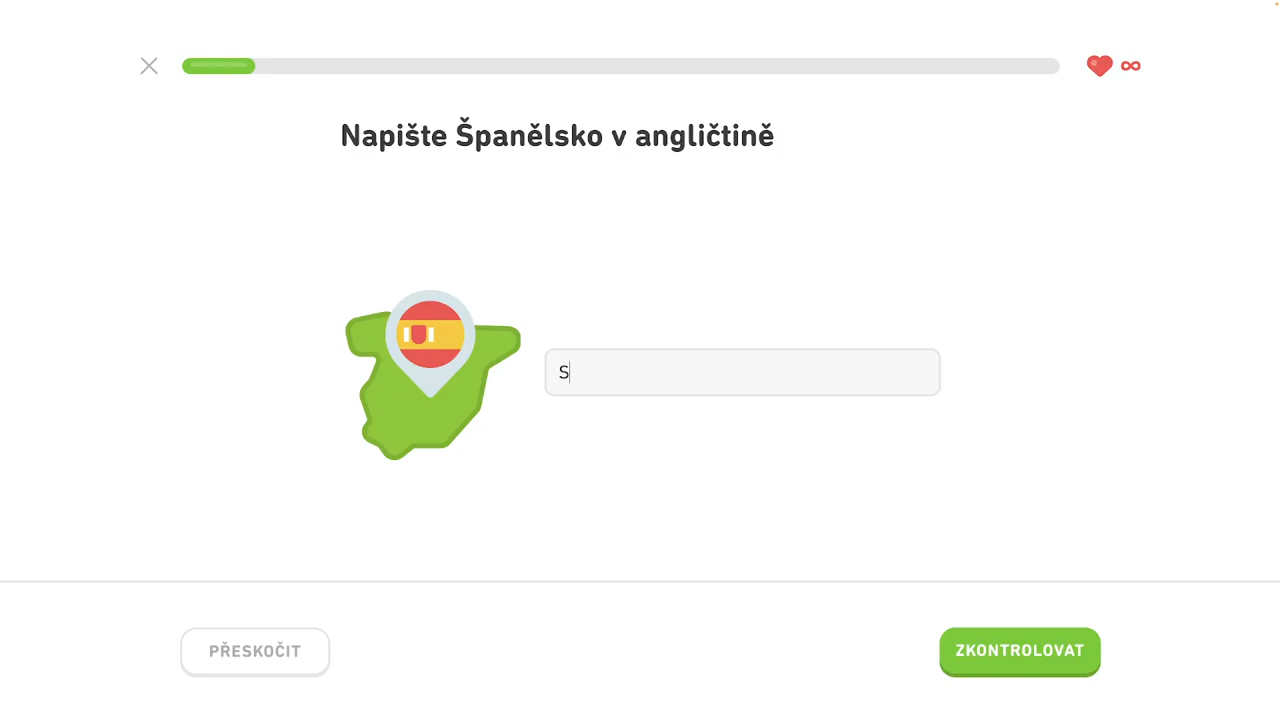 ∞
Napište Španělsko v angličtině
S
PŘESKOČIT
ZKONTROLOVAT